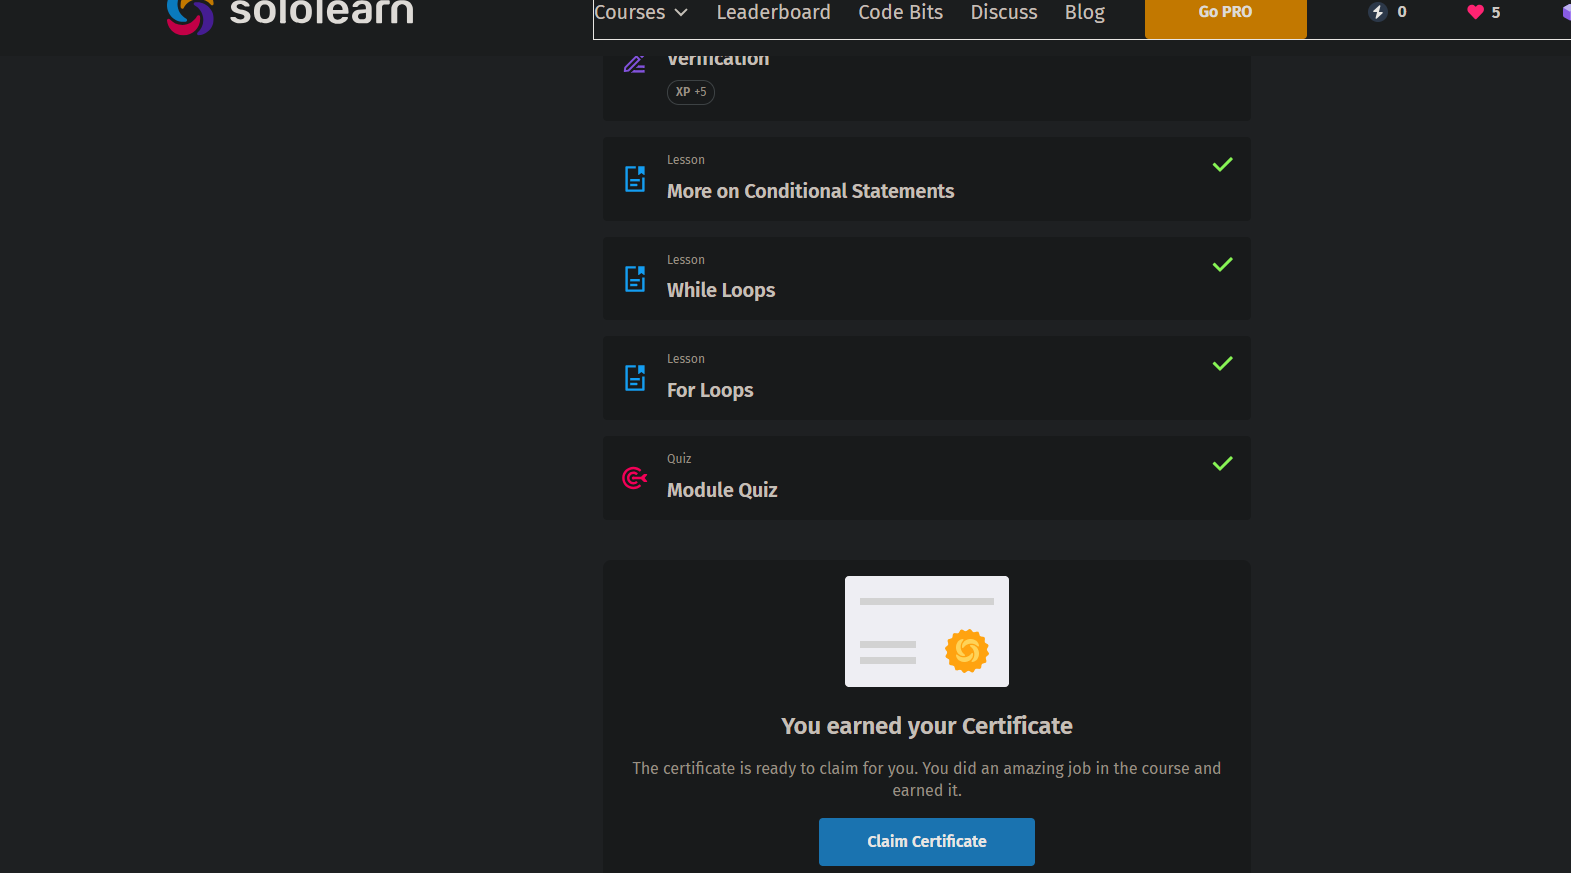 sololearn
Courses Leaderboard Code Bits Discuss Blog Go PRO 0 5
Verification
XP +5
Lesson
More on Conditional Statements
Lesson
While Loops
Lesson
For Loops
Quiz
Module Quiz
You earned your Certificate
The certificate is ready to claim for you. You did an amazing job in the course and
earned it.
Claim Certificate